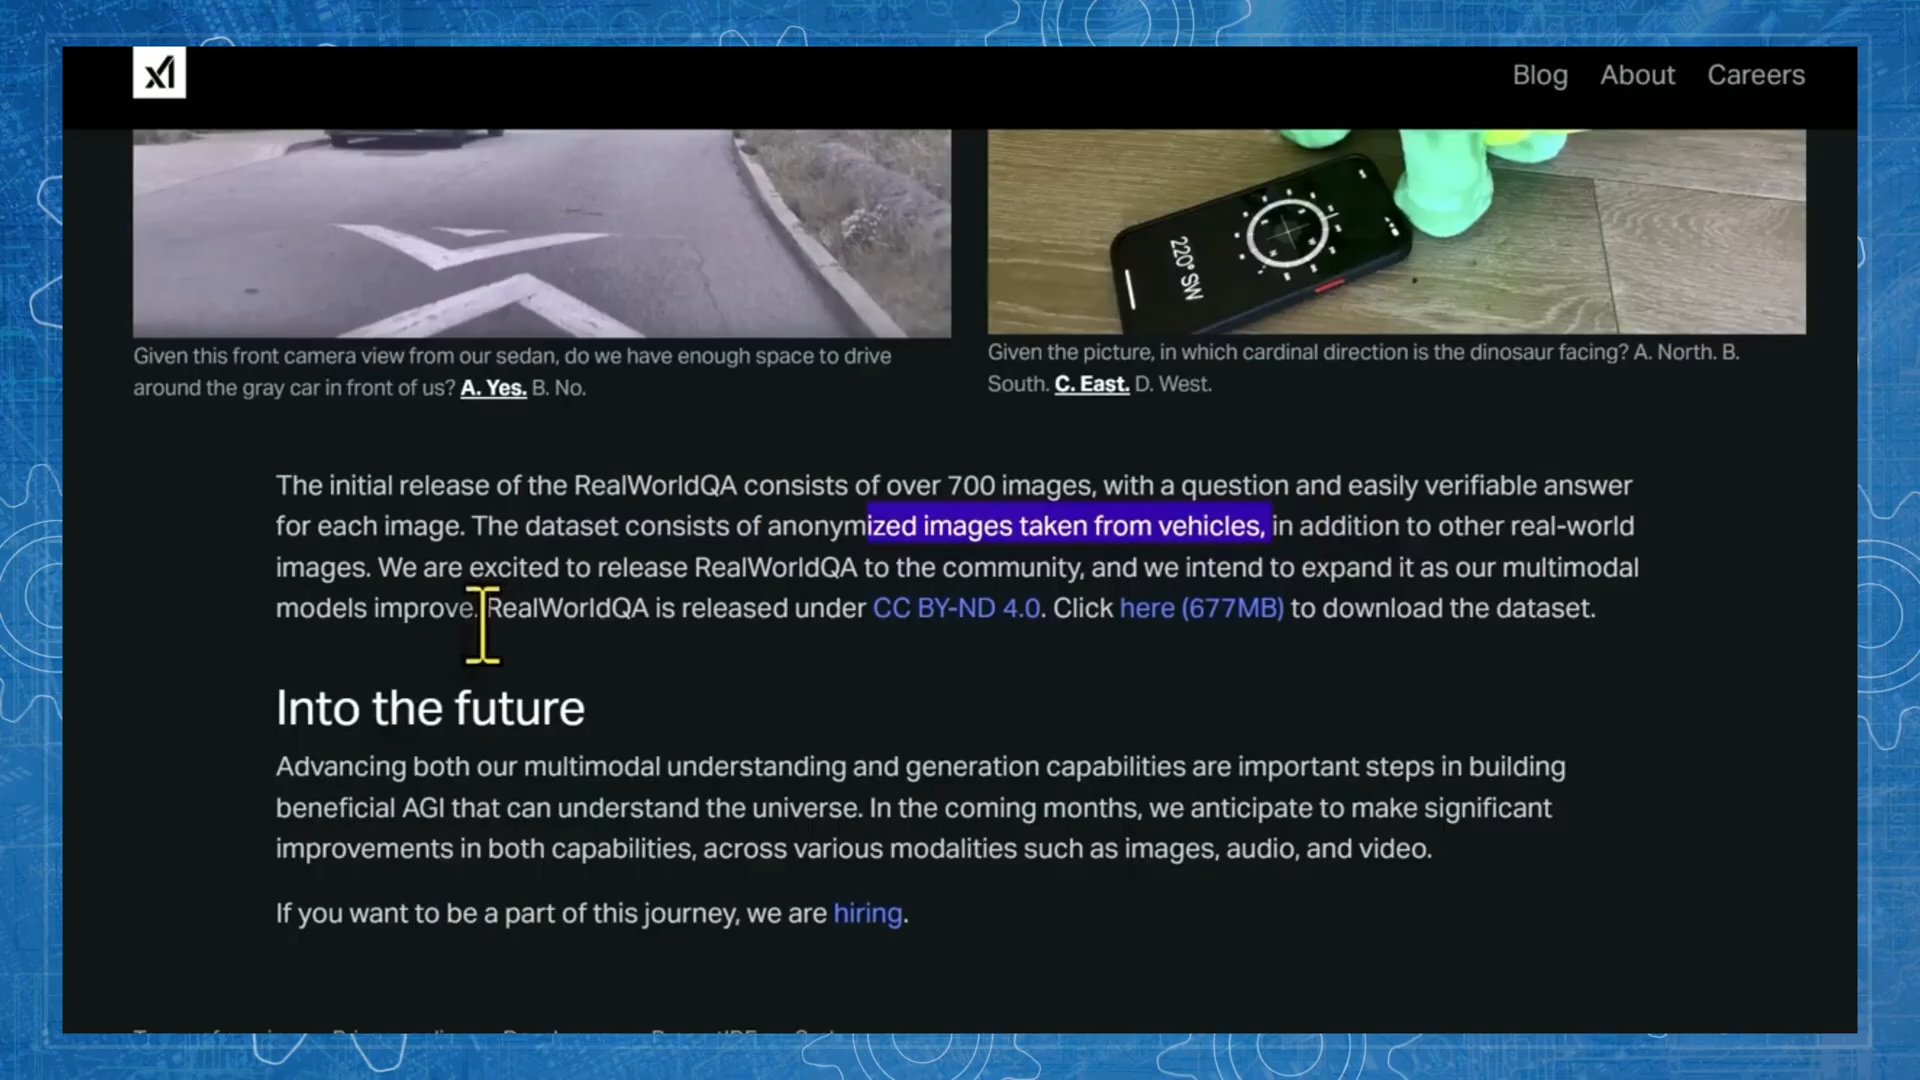 xI
Blog About Careers
220° SW
Given this front camera view from our sedan, do we have enough space to drive
around the gray car in front of us? A. Yes. B. No.
Given the picture, in which cardinal direction is the dinosaur facing? A. North. B.
South. C. East. D. West.
The initial release of the RealWorldQA consists of over 700 images, with a question and easily verifiable answer
for each image. The dataset consists of anonymized images taken from vehicles, in addition to other real-world
images. We are excited to release RealWorldQA to the community, and we intend to expand it as our multimodal
models improve. RealWorldQA is released under CC BY-ND 4.0. Click here (677MB) to download the dataset.
Into the future
Advancing both our multimodal understanding and generation capabilities are important steps in building
beneficial AGI that can understand the universe. In the coming months, we anticipate to make significant
improvements in both capabilities, across various modalities such as images, audio, and video.
If you want to be a part of this journey, we are hiring.